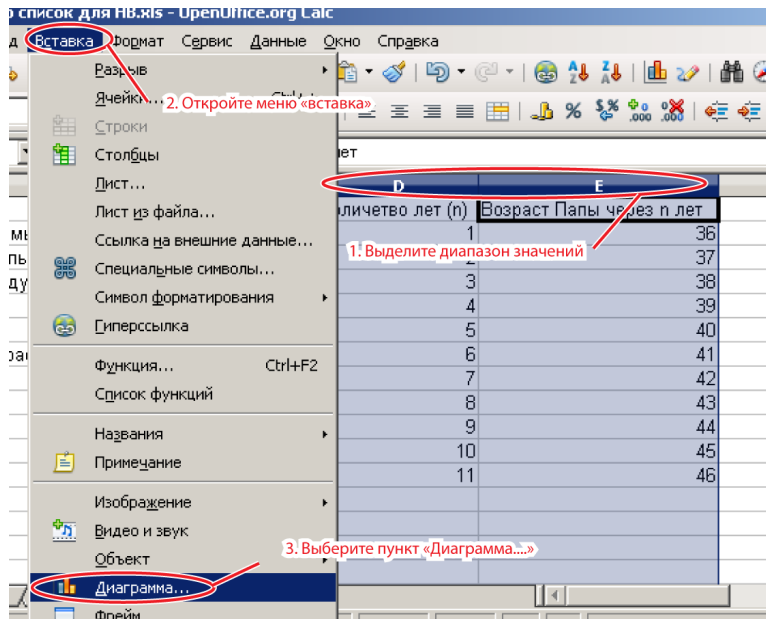 список для НВ.xls - OpenOffice.org Calc
Вставка Формат Сервис Данные Окно Справка
Разрыв
2. Откройте меню «вставка»
Строки
Столбцы
Лист...
D E
Лист из файла...
личетво лет (n) Возраст Папы через n лет
Ссылка на внешние данные...
1 36
1. Выделите диапазон значений
37
Специальные символы...
3 38
Символ форматирования
4 39
Гиперссылка
5 40
6 41
Функция... Ctrl+F2
7 42
Список функций
8 43
Названия
9 44
Примечание
10 45
11 46
Изображение
Видео и звук
3. Выберите пункт «Диаграмма....»
Объект
Диаграмма...
Фрейм